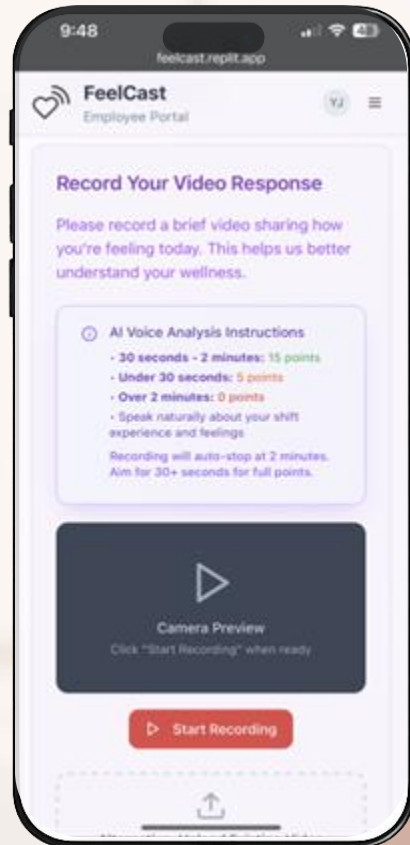 9:48
feelcast.replit.app
FeelCast
Employee Portal
YJ
Record Your Video Response
Please record a brief video sharing how
you're feeling today. This helps us better
understand your wellness.
AI Voice Analysis Instructions
• 30 seconds - 2 minutes: 15 points
• Under 30 seconds: 5 points
• Over 2 minutes: 0 points
• Speak naturally about your shift
experience and feelings
Recording will auto-stop at 2 minutes.
Aim for 30+ seconds for full points.
Camera Preview
Click "Start Recording" when ready
Start Recording